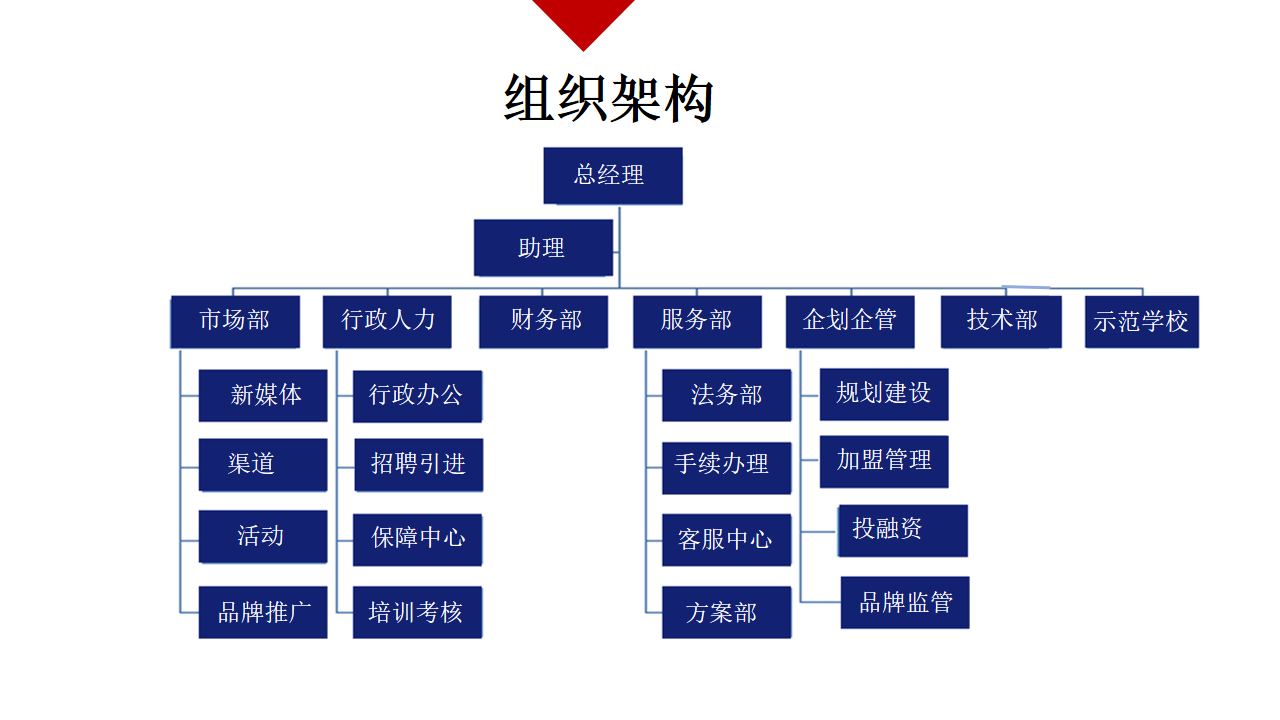 组织架构
总经理
助理
市场部
行政人力
财务部
服务部
企划企管
技术部
示范学校
新媒体
行政办公
法务部
规划建设
渠道
招聘引进
手续办理
加盟管理
活动
保障中心
客服中心
投融资
品牌推广
培训考核
方案部
品牌监管